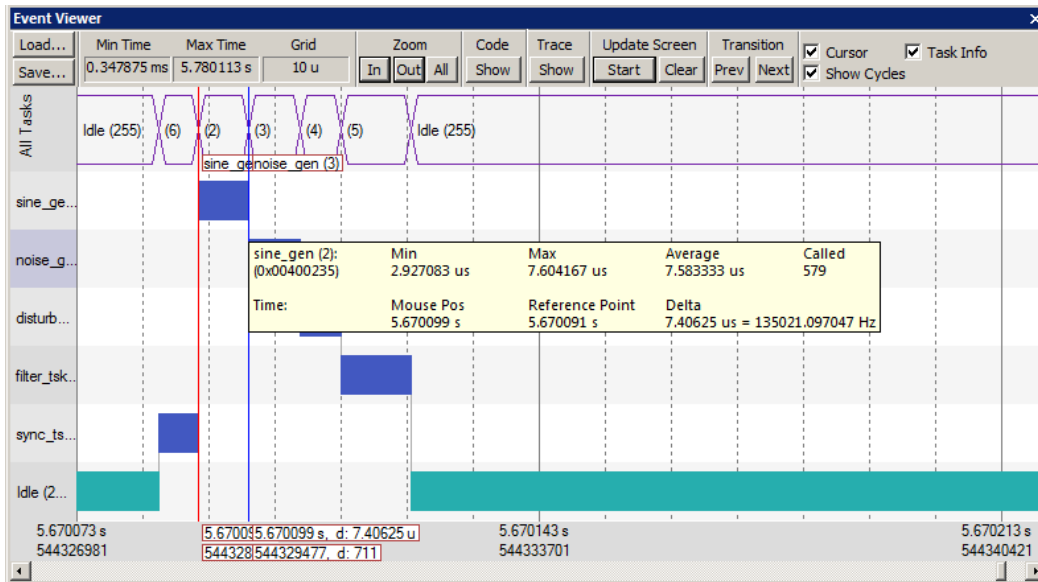 Event Viewer
Load... Min Time Max Time Grid Zoom Code Trace Update Screen Transition Cursor Task Info
Save... 0.347875 ms 5.780113 s 10 u In Out All Show Show Start Clear Prev Next Show Cycles
All Tasks
Idle (255) (6) (2) (3) (4) (5) Idle (255)
sine_ge noise_gen (3)
sine_ge...
noise_g...
sine_gen (2): Min Max Average Called
(0x00400235) 2.927083 us 7.604167 us 7.583333 us 579
Time: Mouse Pos Reference Point Delta
5.670099 s 5.670091 s 7.40625 us = 135021.097047 Hz
disturb...
filter_tsk...
sync_ts...
Idle (2...
5.670073 s 5.67009 5.670099 s, d: 7.40625 u 5.670143 s 5.670213 s
544326981 544328 544329477, d: 711 544333701 544340421